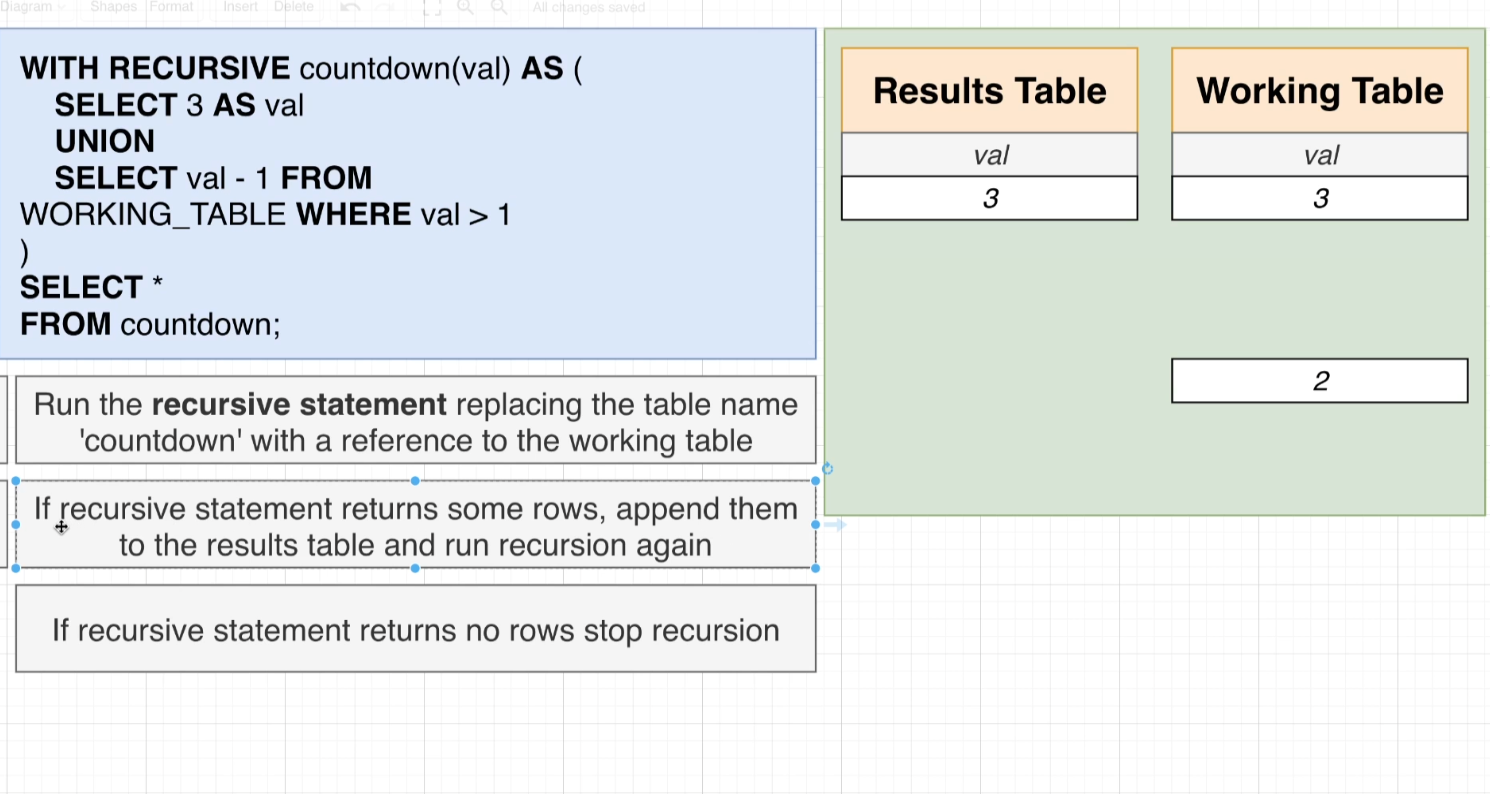 Diagram
Shapes
Format
Insert
Delete
All changes saved
WITH RECURSIVE countdown(val) AS (
SELECT 3 AS val
UNION
SELECT val - 1 FROM
WORKING_TABLE WHERE val > 1
)
SELECT *
FROM countdown;
Run the recursive statement replacing the table name
'countdown' with a reference to the working table
If recursive statement returns some rows, append them
to the results table and run recursion again
If recursive statement returns no rows stop recursion
Results Table
val
3
Working Table
val
3
2